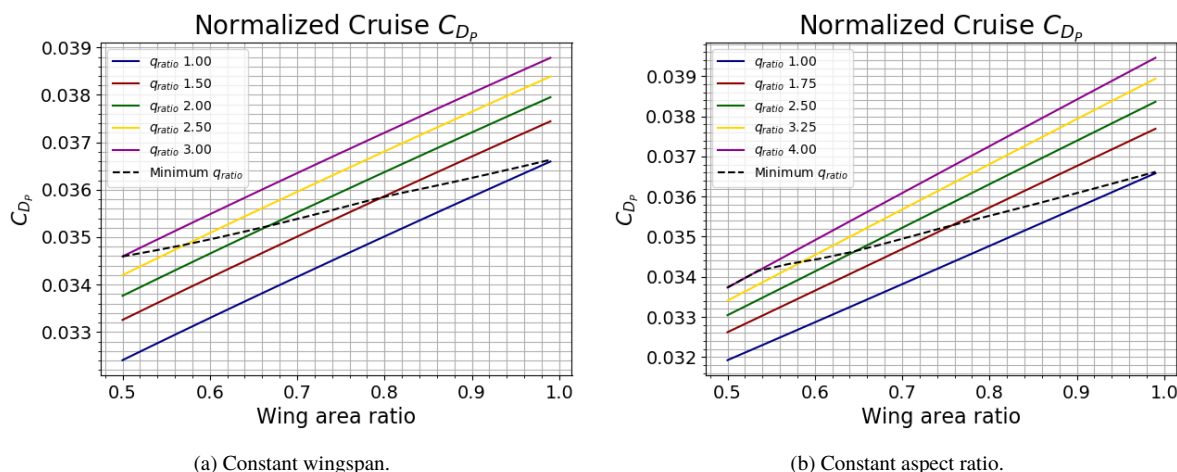 Normalized Cruise C_{D_P}
0.039
0.038
0.037
0.036
0.035
0.034
0.033
C_{D_P}
q_{ratio} 1.00
q_{ratio} 1.50
q_{ratio} 2.00
q_{ratio} 2.50
q_{ratio} 3.00
Minimum q_{ratio}
0.5 0.6 0.7 0.8 0.9 1.0
Wing area ratio
(a) Constant wingspan.
Normalized Cruise C_{D_P}
0.039
0.038
0.037
0.036
0.035
0.034
0.033
0.032
C_{D_P}
q_{ratio} 1.00
q_{ratio} 1.75
q_{ratio} 2.50
q_{ratio} 3.25
q_{ratio} 4.00
Minimum q_{ratio}
0.5 0.6 0.7 0.8 0.9 1.0
Wing area ratio
(b) Constant aspect ratio.